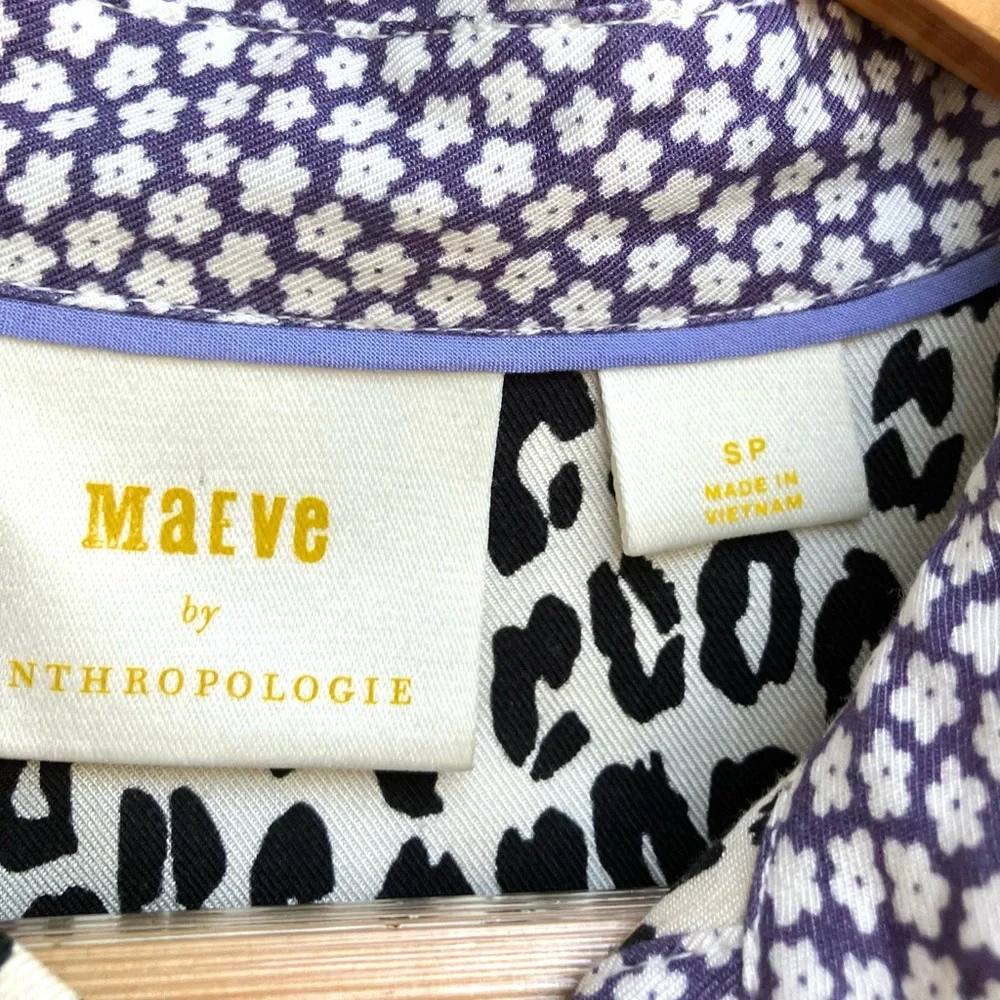 MaEve
by
NTHROPOLOGIE
SP
MADE IN
VIETNAM